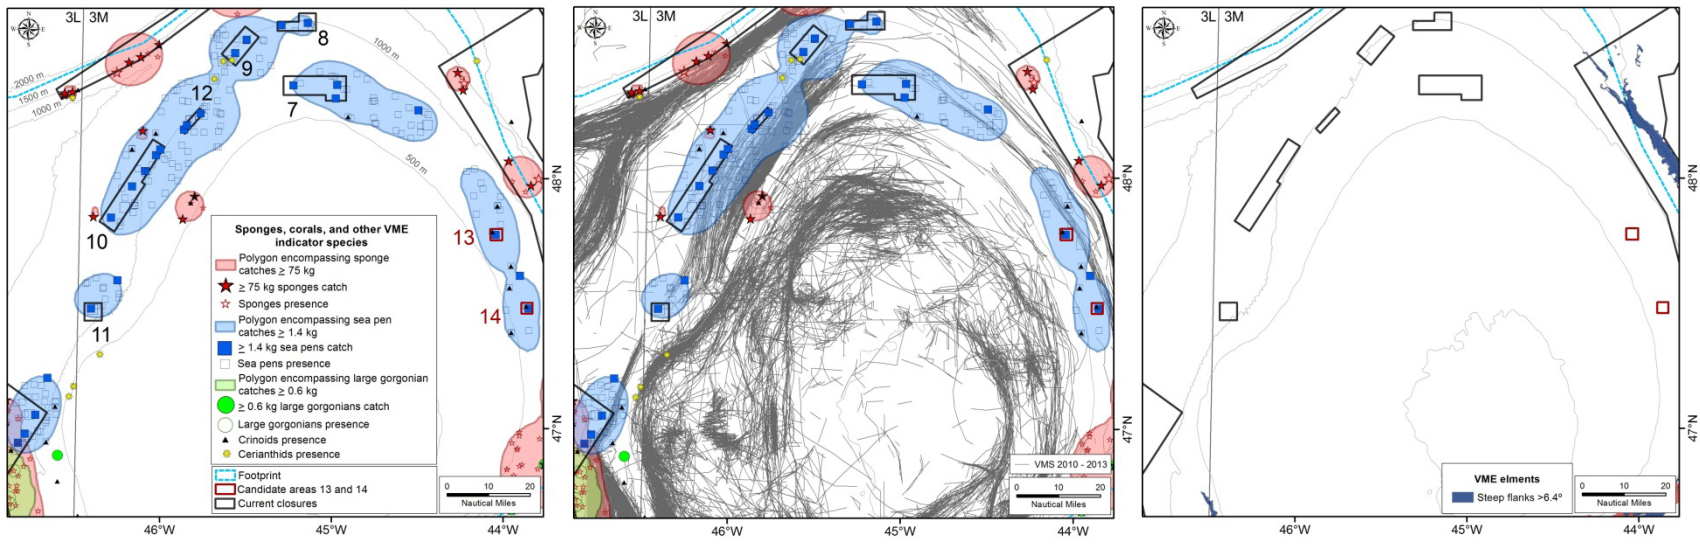 3L 3M
N
W E
S
2000 m
1500 m
1000 m
1000 m
500 m
8
9
12
7
10
13
14
11
48°N
47°N
Sponges, corals, and other VME
indicator species
Polygon encompassing sponge
catches ≥ 75 kg
≥ 75 kg sponges catch
Sponges presence
Polygon encompassing sea pen
catches ≥ 1.4 kg
≥ 1.4 kg sea pens catch
Sea pens presence
Polygon encompassing large gorgonian
catches ≥ 0.6 kg
≥ 0.6 kg large gorgonians catch
Large gorgonians presence
Crinoids presence
Cerianthids presence
Footprint
Candidate areas 13 and 14
Current closures
0 10 20
Nautical Miles
46°W 45°W 44°W
3L 3M
N
W E
S
48°N
47°N
VMS 2010 - 2013
0 10 20
Nautical Miles
46°W 45°W 44°W
3L 3M
N
W E
S
48°N
47°N
VME elments
Steep flanks >6.4º
0 10 20
Nautical Miles
46°W 45°W 44°W